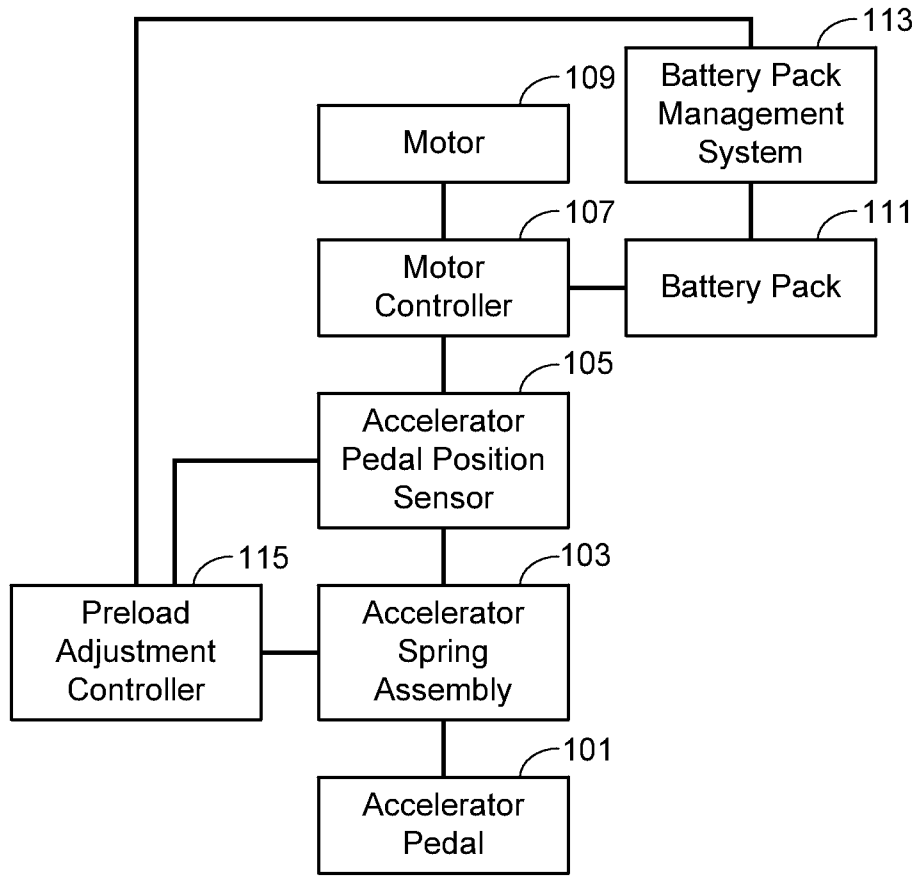 113
Battery Pack
Management
System
109
Motor
107
Motor
Controller
111
Battery Pack
105
Accelerator
Pedal Position
Sensor
115
Preload
Adjustment
Controller
103
Accelerator
Spring
Assembly
101
Accelerator
Pedal